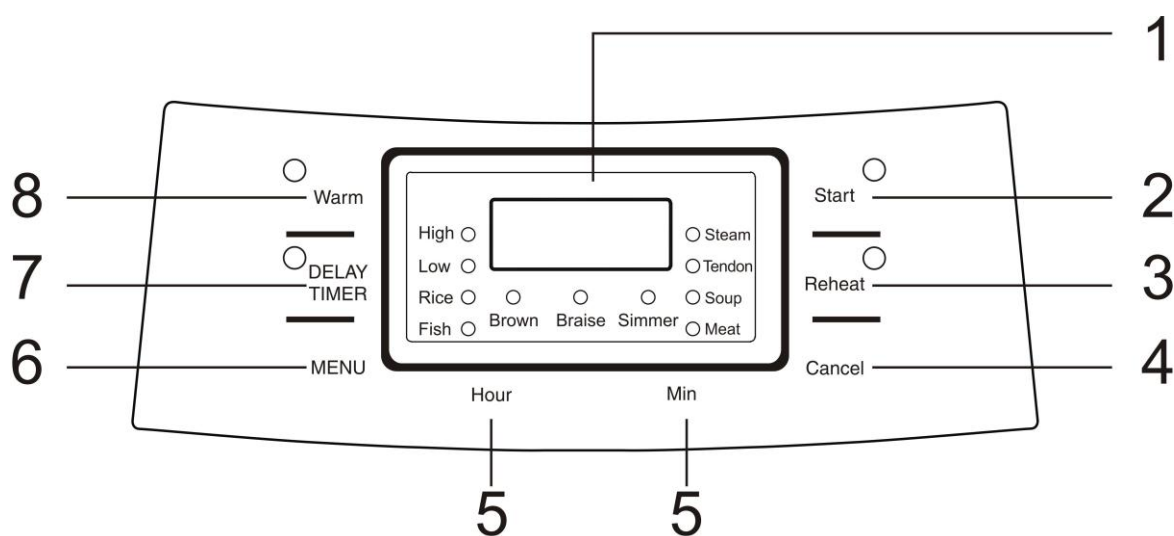 1
8
Warm
Start
2
High
Steam
Low
Tendon
7
DELAY
TIMER
Reheat
3
Rice
Soup
Brown
Braise
Simmer
Fish
Meat
6
MENU
Cancel
4
Hour
Min
5
5